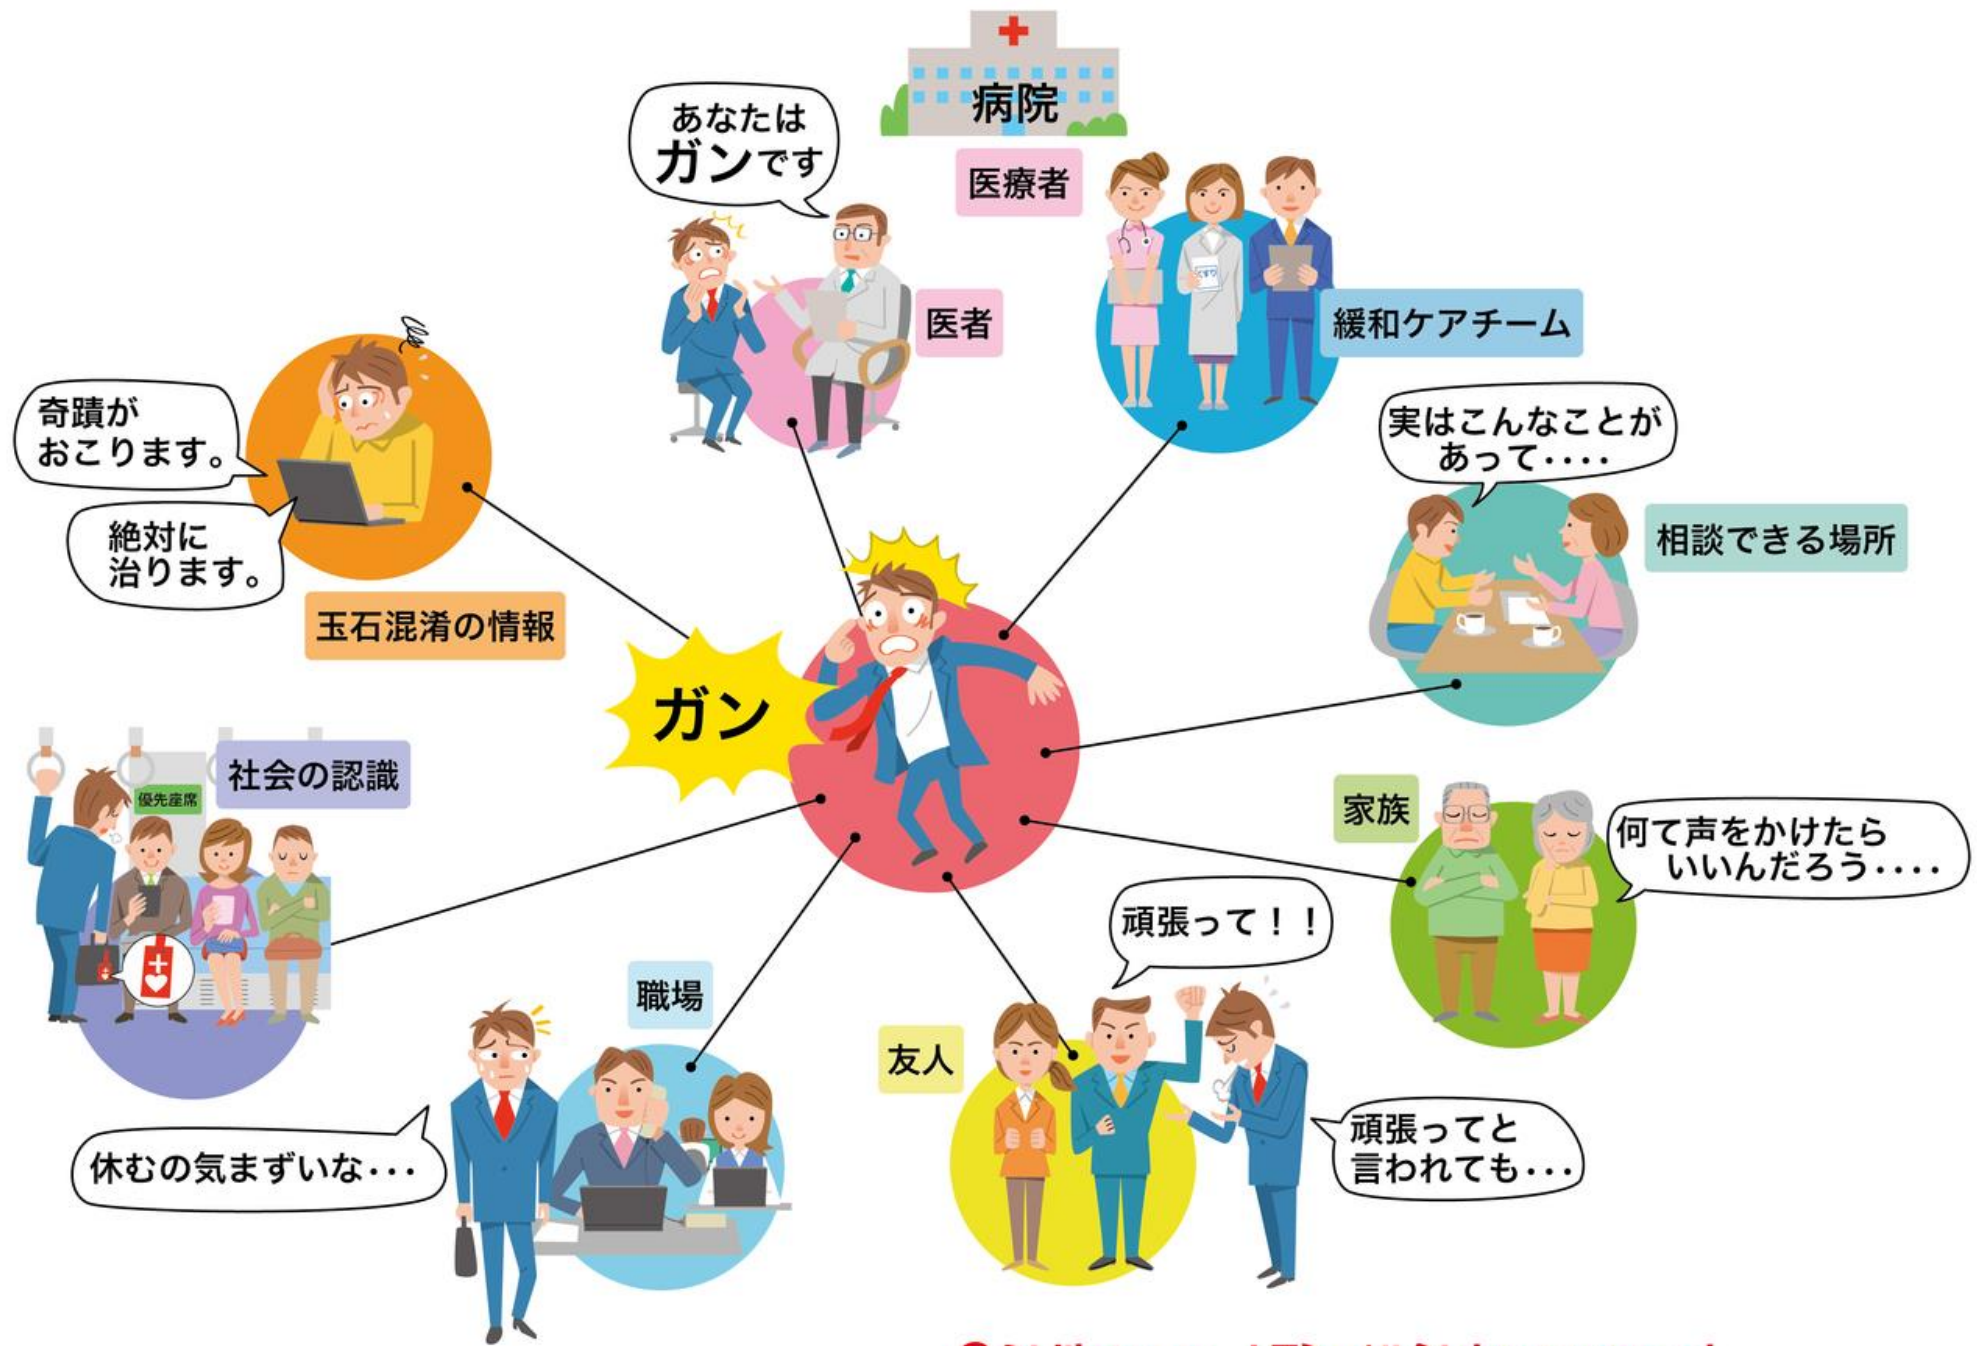 病院
あなたは
ガンです
医療者
医者
緩和ケアチーム
くすり
奇蹟が
おこります。
絶対に
治ります。
玉石混淆の情報
実はこんなことが
あって‥‥
相談できる場所
ガン
社会の認識
優先座席
家族
何て声をかけたら
いいんだろう‥‥
頑張って！！
職場
友人
休むの気まずいな･･･
頑張ってと
言われても･･･